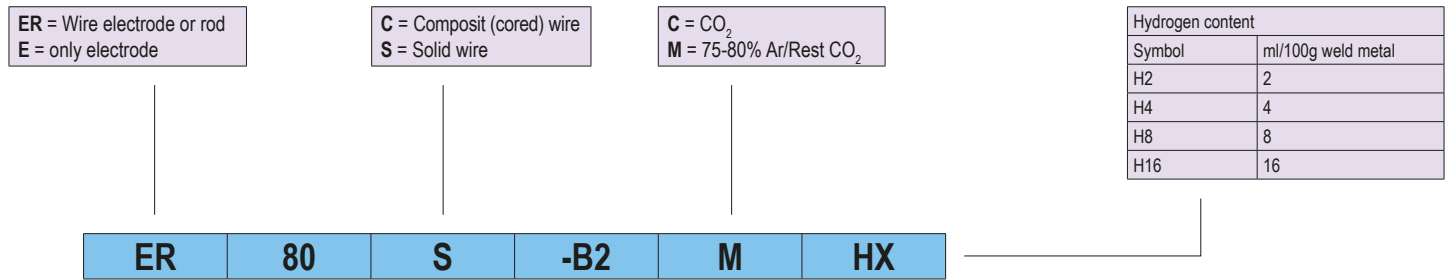 ER = Wire electrode or rod
E = only electrode
C = Composit (cored) wire
S = Solid wire
C = CO₂
M = 75-80% Ar/Rest CO₂
Hydrogen content
Symbol ml/100g weld metal
H2 2
H4 4
H8 8
H16 16
ER 80 S -B2 M HX